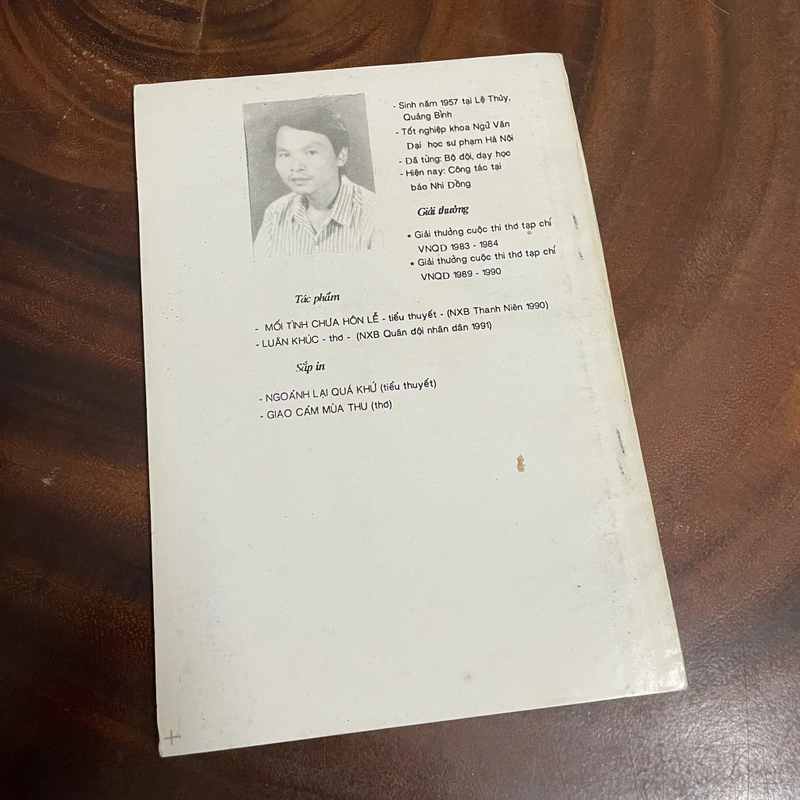 - Sinh năm 1957 tại Lệ Thủy,
Quảng Bình
- Tốt nghiệp khoa Ngữ Văn
Đại học sư phạm Hà Nội
- Đã từng: Bộ đội, dạy học
- Hiện nay: Công tác tại
báo Nhi Đồng
Giải thưởng
* Giải thưởng cuộc thi thơ tạp chí
VNQĐ 1983 - 1984
* Giải thưởng cuộc thi thơ tạp chí
VNQĐ 1989 - 1990
Tác phẩm
- MỐI TÌNH CHƯA HÔN LỄ - tiểu thuyết - (NXB Thanh Niên 1990)
- LUÂN KHÚC - thơ - (NXB Quân đội nhân dân 1991)
Sắp in
- NGOẢNH LẠI QUÁ KHỨ (tiểu thuyết)
- GIAO CẢM MÙA THU (thơ)